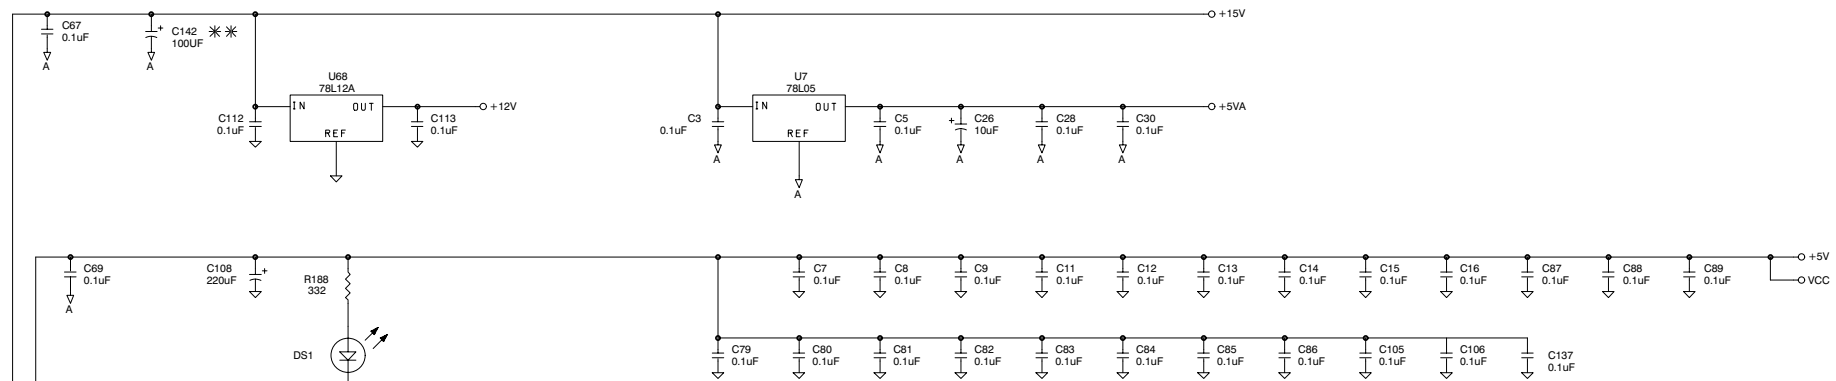 C67
0.1uF
A
+
C142
100UF
A
+15V
U68
78L12A
IN
OUT
REF
+12V
C112
0.1uF
C113
0.1uF
U7
78L05
IN
OUT
REF
A
C3
0.1uF
A
C5
0.1uF
A
+
C26
10uF
A
C28
0.1uF
A
C30
0.1uF
A
+5VA
C69
0.1uF
A
C108
220uF
+
R188
332
DS1
C7
0.1uF
C8
0.1uF
C9
0.1uF
C11
0.1uF
C12
0.1uF
C13
0.1uF
C14
0.1uF
C15
0.1uF
C16
0.1uF
C87
0.1uF
C88
0.1uF
C89
0.1uF
+5V
VCC
C79
0.1uF
C80
0.1uF
C81
0.1uF
C82
0.1uF
C83
0.1uF
C84
0.1uF
C85
0.1uF
C86
0.1uF
C105
0.1uF
C106
0.1uF
C137
0.1uF